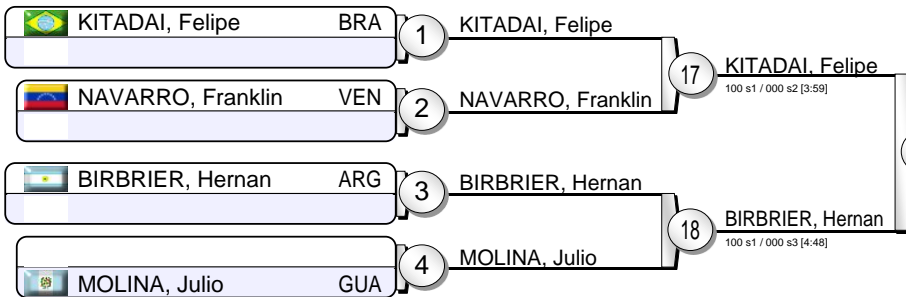 KITADAI, Felipe BRA
1 KITADAI, Felipe
17 KITADAI, Felipe
100 s1 / 000 s2 [3:59]
NAVARRO, Franklin VEN
2 NAVARRO, Franklin
BIRBRIER, Hernan ARG
3 BIRBRIER, Hernan
18 BIRBRIER, Hernan
100 s1 / 000 s3 [4:48]
4 MOLINA, Julio
MOLINA, Julio GUA